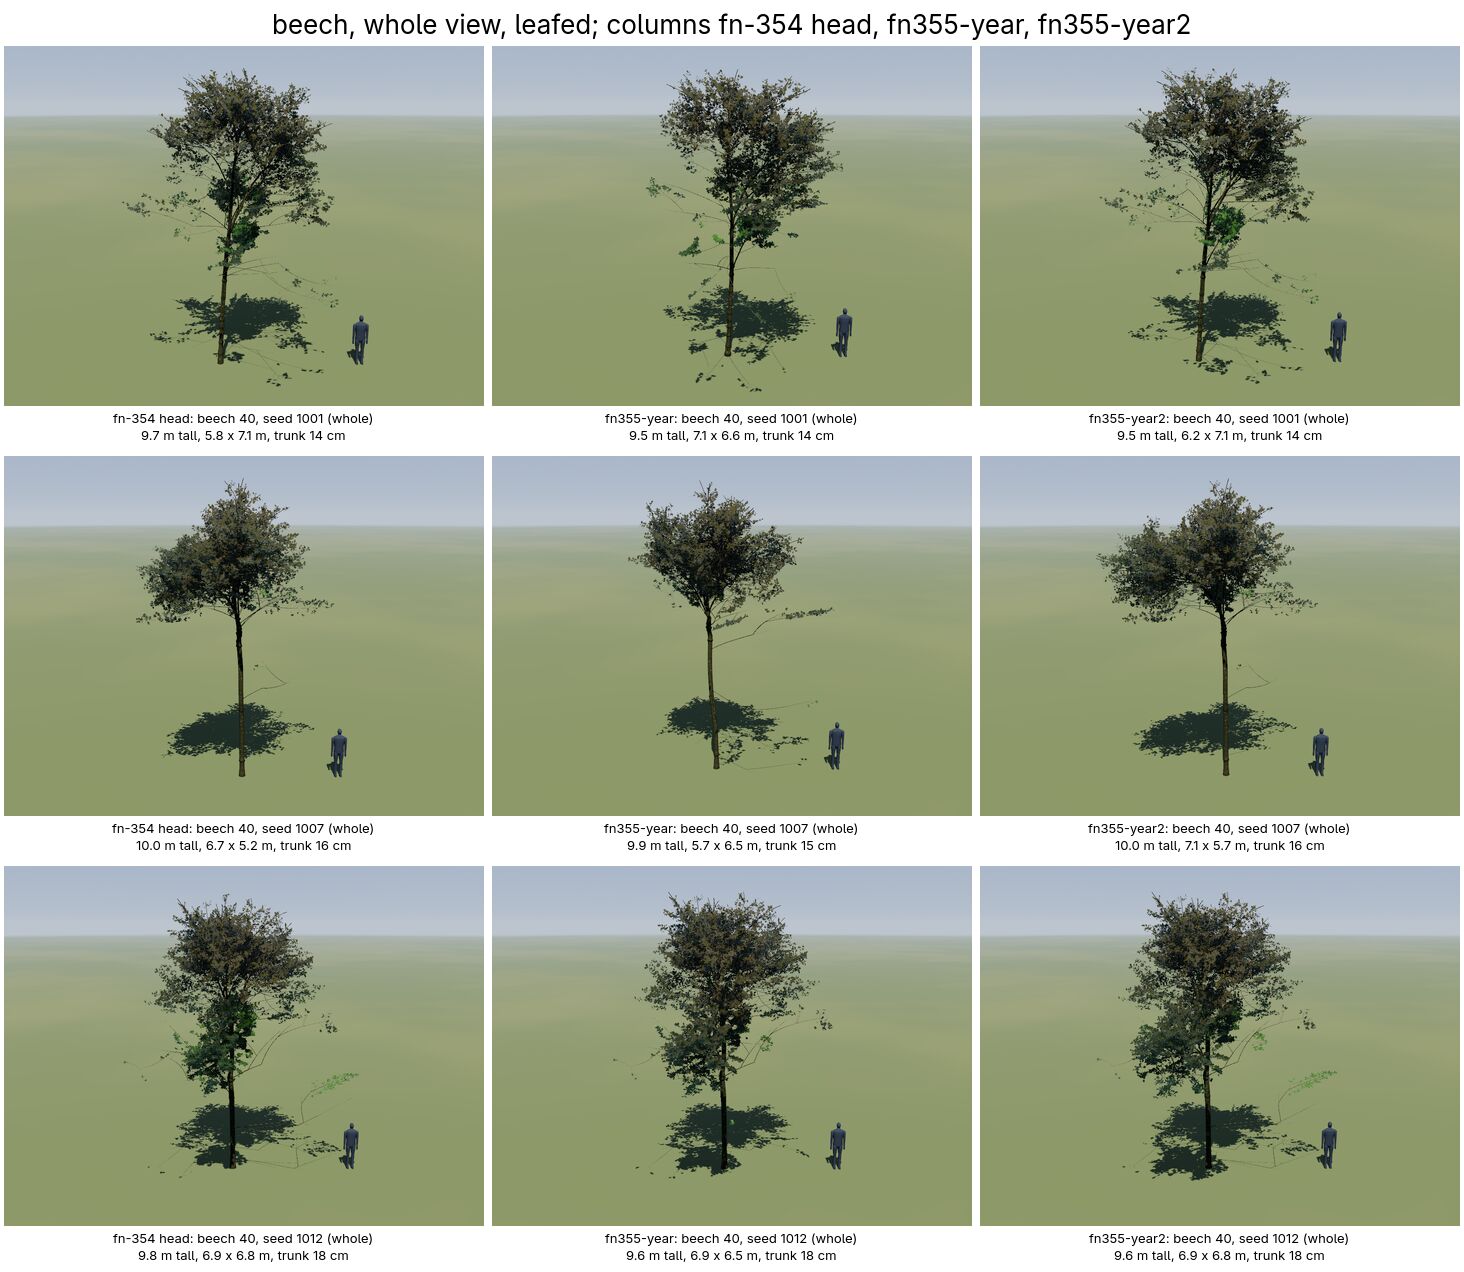 beech, whole view, leafed; columns fn-354 head, fn355-year, fn355-year2
fn-354 head: beech 40, seed 1001 (whole)
9.7 m tall, 5.8 x 7.1 m, trunk 14 cm
fn355-year: beech 40, seed 1001 (whole)
9.5 m tall, 7.1 x 6.6 m, trunk 14 cm
fn355-year2: beech 40, seed 1001 (whole)
9.5 m tall, 6.2 x 7.1 m, trunk 14 cm
fn-354 head: beech 40, seed 1007 (whole)
10.0 m tall, 6.7 x 5.2 m, trunk 16 cm
fn355-year: beech 40, seed 1007 (whole)
9.9 m tall, 5.7 x 6.5 m, trunk 15 cm
fn355-year2: beech 40, seed 1007 (whole)
10.0 m tall, 7.1 x 5.7 m, trunk 16 cm
fn-354 head: beech 40, seed 1012 (whole)
9.8 m tall, 6.9 x 6.8 m, trunk 18 cm
fn355-year: beech 40, seed 1012 (whole)
9.6 m tall, 6.9 x 6.5 m, trunk 18 cm
fn355-year2: beech 40, seed 1012 (whole)
9.6 m tall, 6.9 x 6.8 m, trunk 18 cm